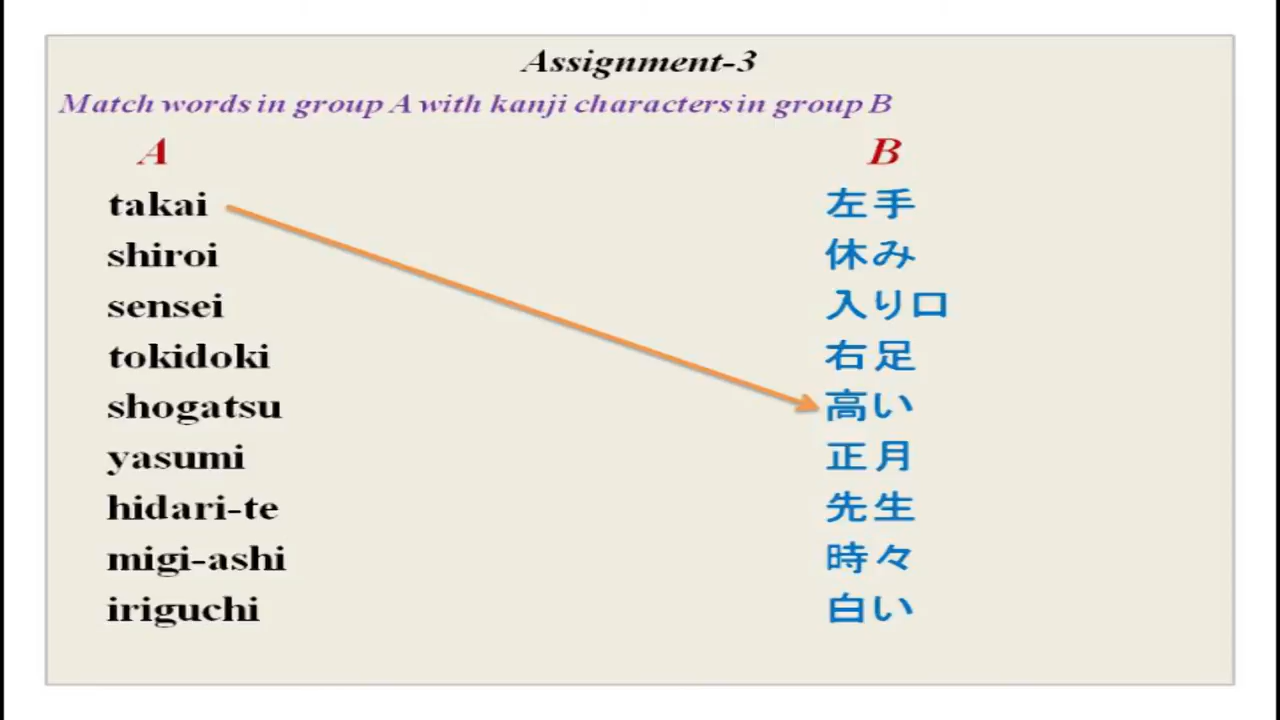 Assignment-3
Match words in group A with kanji characters in group B
A B
takai 左手
shiroi 休み
sensei 入り口
tokidoki 右足
shogatsu 高い
yasumi 正月
hidari-te 先生
migi-ashi 時々
iriguchi 白い